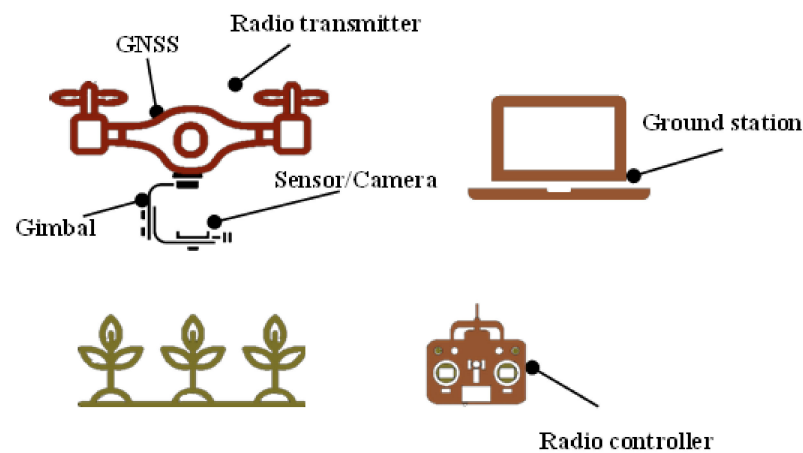 Radio transmitter
GNSS
Ground station
Sensor/Camera
Gimbal
Radio controller